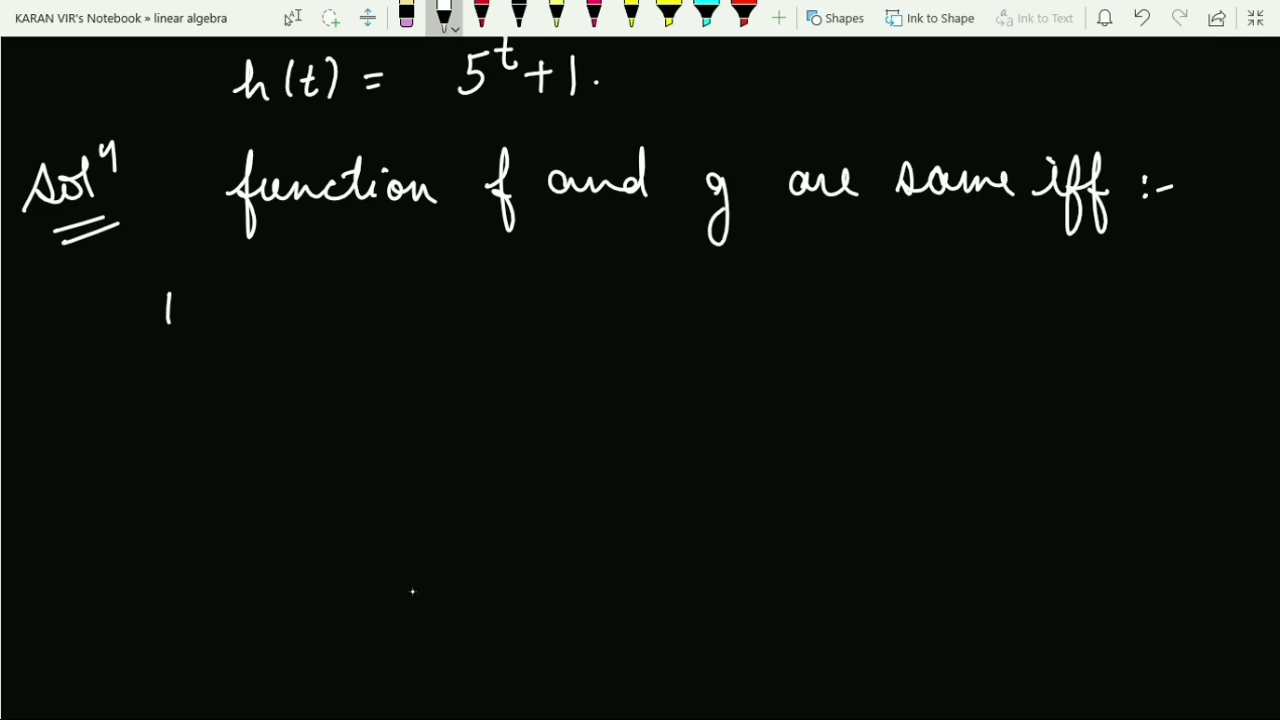 KARAN VIR's Notebook » linear algebra
Shapes
Ink to Shape
Ink to Text
h(t) = 5^t + 1.
Solⁿ function f and g are same iff :-
1